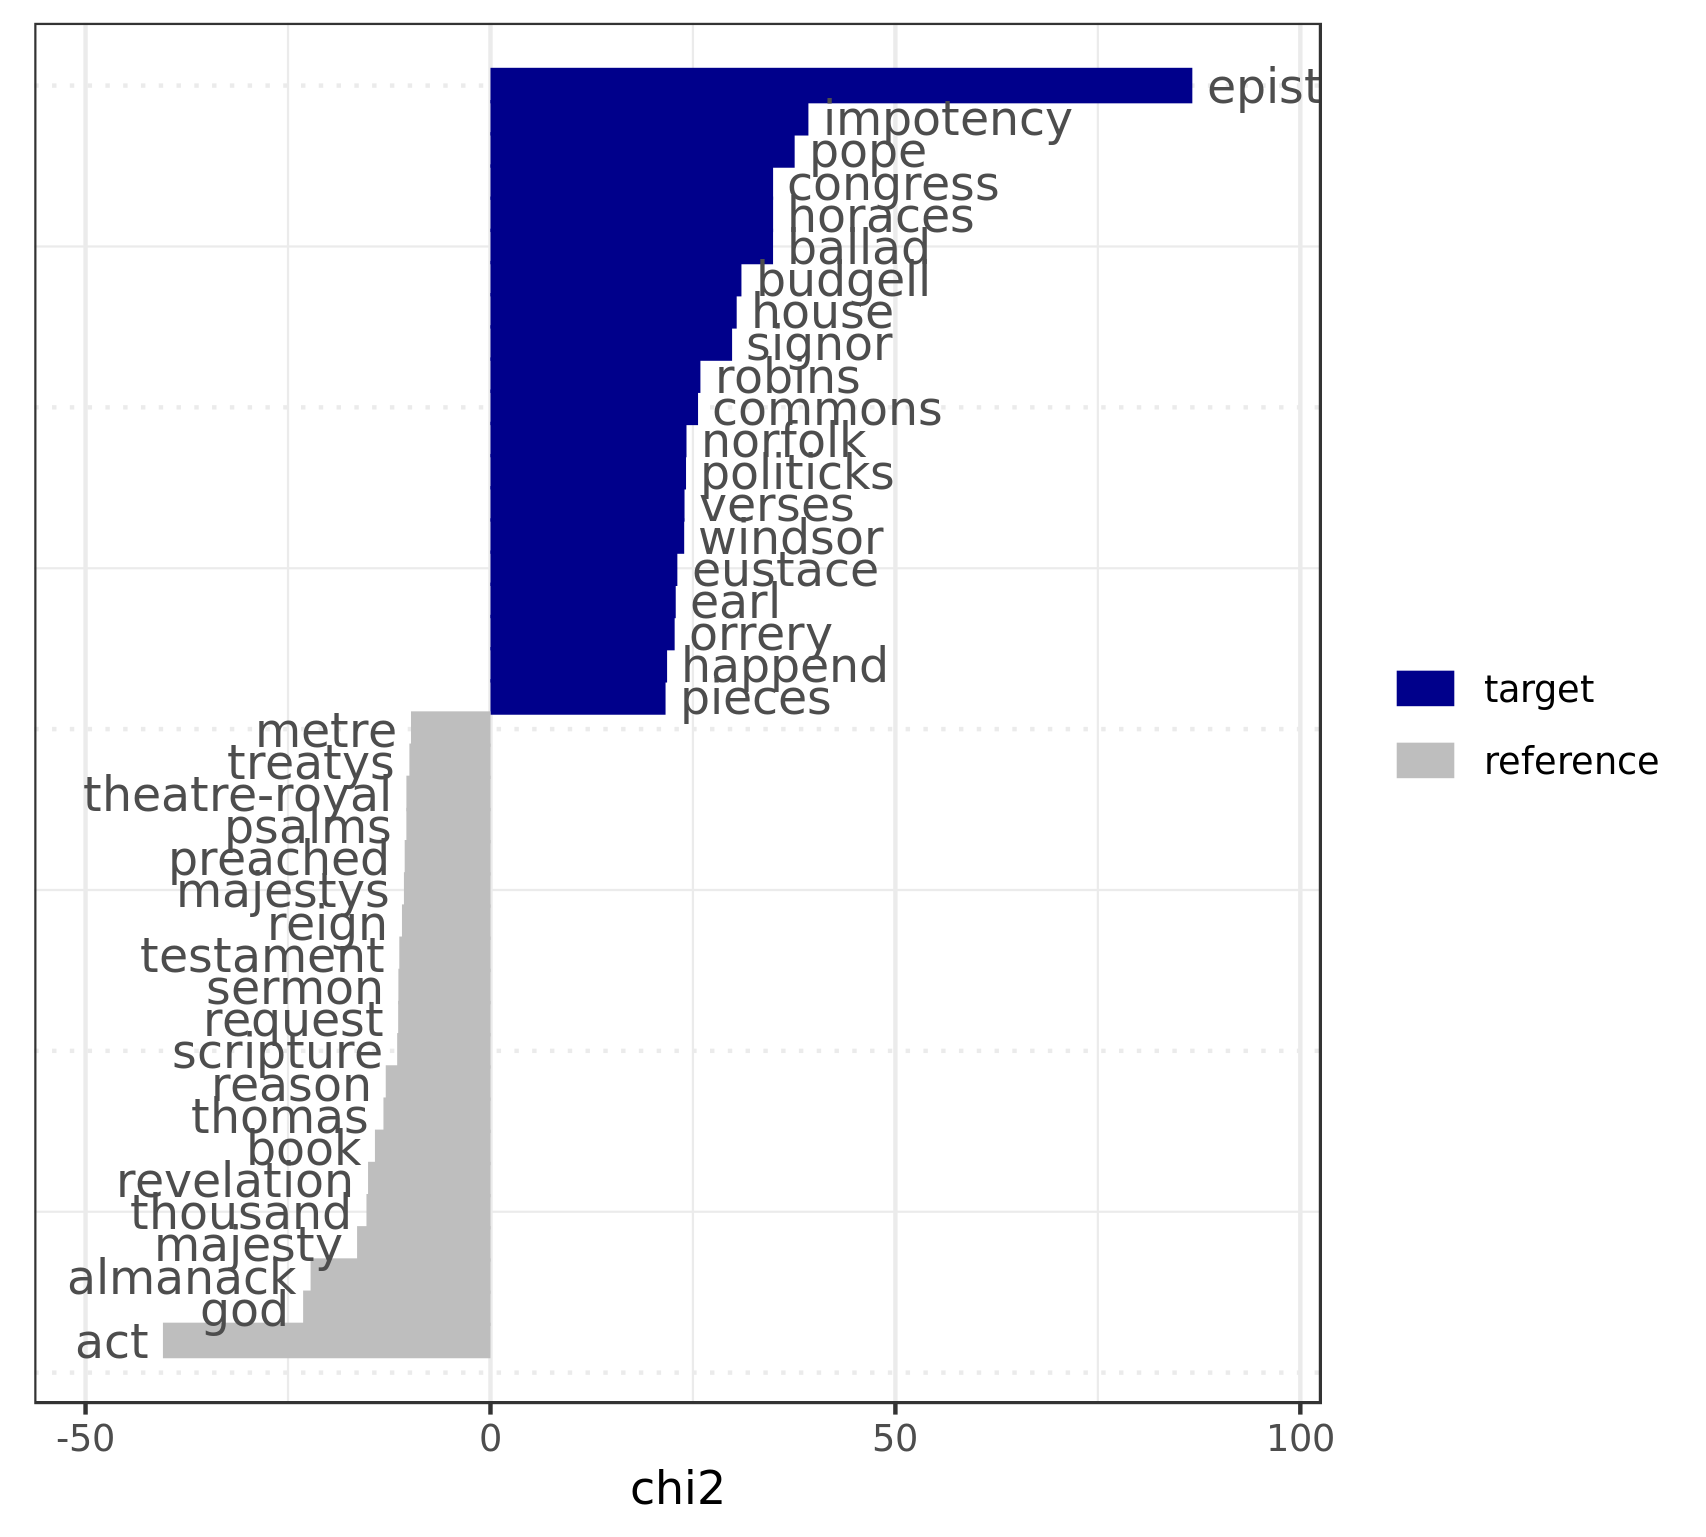 epist
impotency
pope
congress
horaces
ballad
budgell
house
signor
robins
commons
norfolk
politicks
verses
windsor
eustace
earl
orrery
happend
pieces
metre
treatys
theatre-royal
psalms
preached
majestys
reign
testament
sermon
request
scripture
reason
thomas
book
revelation
thousand
majesty
almanack
god
act
target
reference
-50
0
50
100
chi2